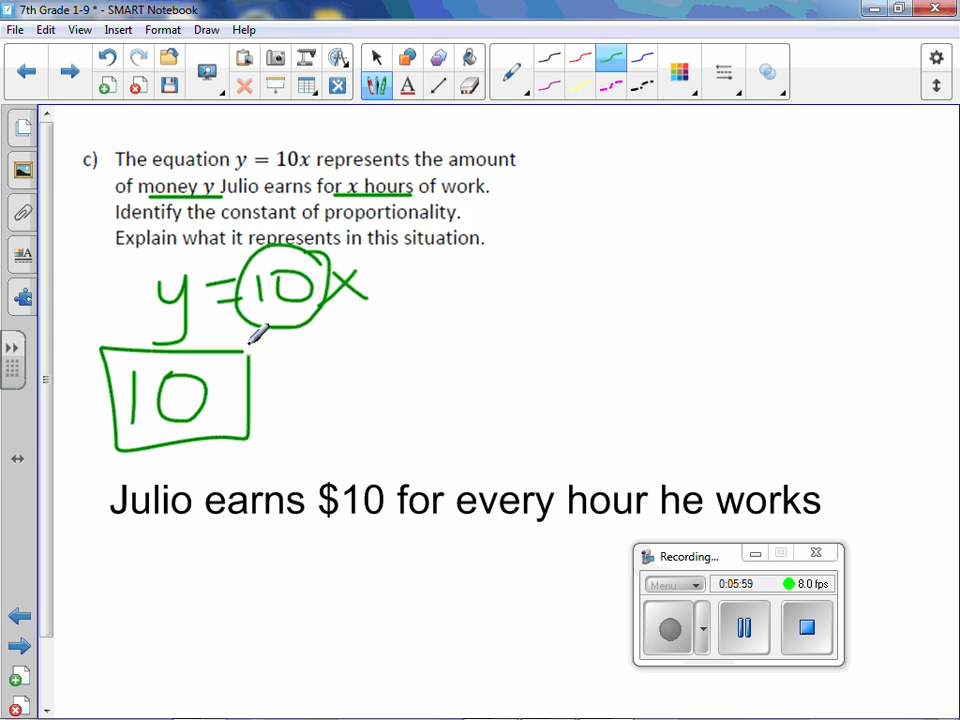 7th Grade 1-9 * - SMART Notebook
File Edit View Insert Format Draw Help
c) The equation y = 10x represents the amount
of money y Julio earns for x hours of work.
Identify the constant of proportionality.
Explain what it represents in this situation.
y = 10x
10
Julio earns $10 for every hour he works
Recording...
Menu 0:05:59 8.0 fps